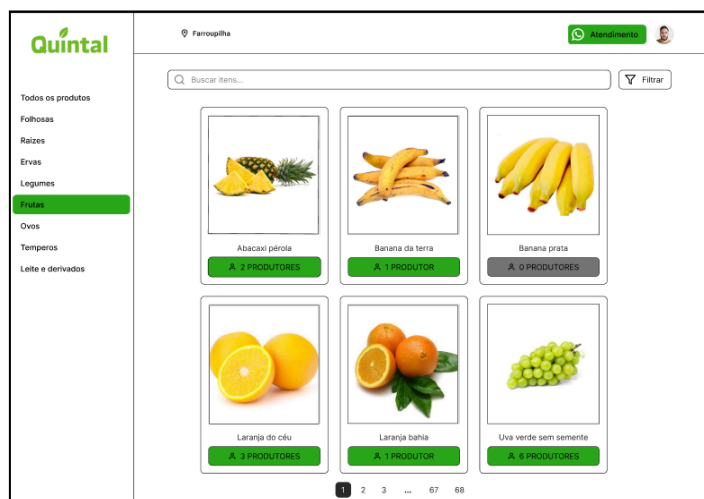 Quintal
Farroupilha
Atendimento
Buscar itens...
Filtrar
Todos os produtos
Folhosas
Raízes
Ervas
Legumes
Frutas
Ovos
Temperos
Leite e derivados
Abacaxi pérola
Banana da terra
Banana prata
2 PRODUTORES
1 PRODUTOR
0 PRODUTORES
Laranja do céu
Laranja bahia
Uva verde sem semente
3 PRODUTORES
1 PRODUTOR
6 PRODUTORES
1 2 3 ... 67 68